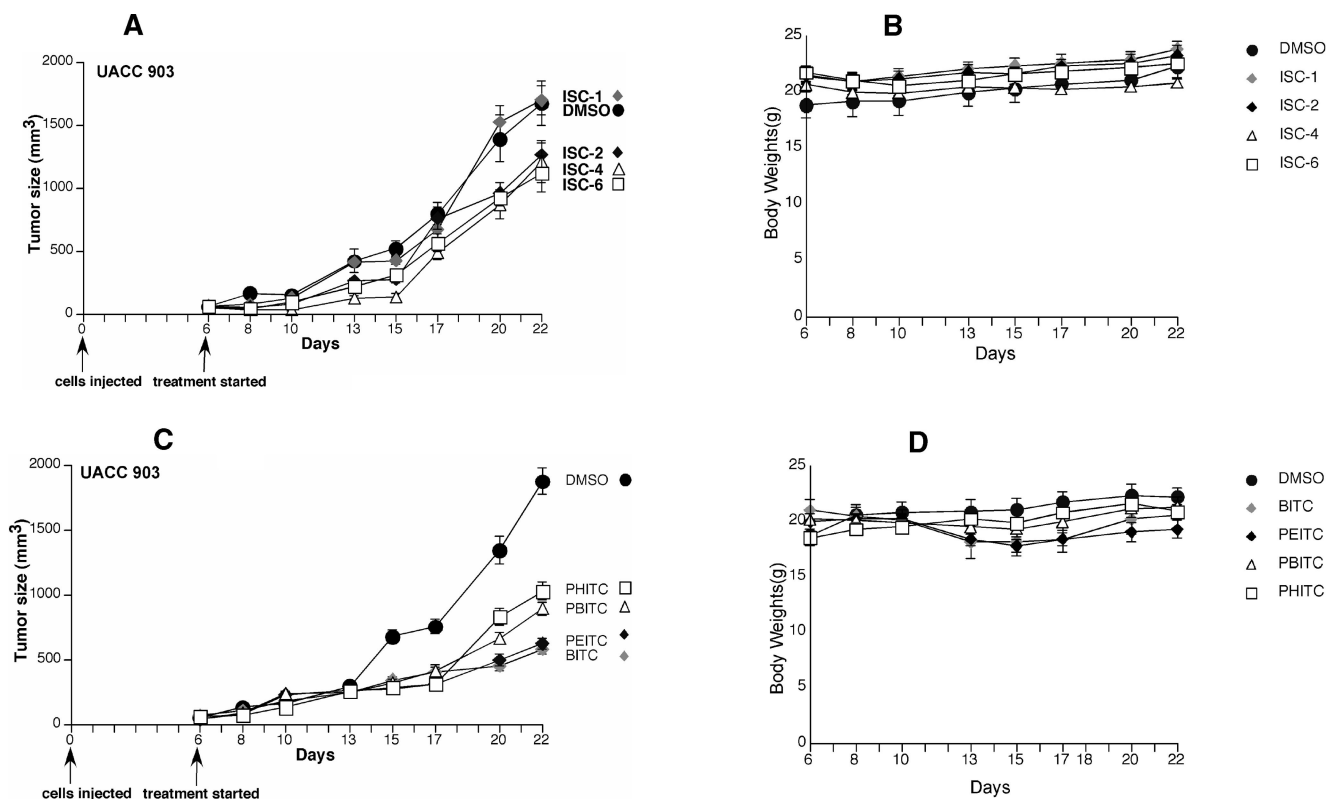 A
UACC 903
Tumor size (mm3)
2000
1500
1000
500
0
0 6 8 10 13 15 17 20 22
Days
cells injected treatment started
ISC-1
DMSO
ISC-2
ISC-4
ISC-6
B
Body Weights(g)
25
20
15
10
5
0
6 8 10 13 15 17 20 22
Days
DMSO
ISC-1
ISC-2
ISC-4
ISC-6
C
UACC 903
Tumor size (mm3)
2000
1500
1000
500
0
0 6 8 10 13 15 17 20 22
Days
cells injected treatment started
DMSO
PHITC
PBITC
PEITC
BITC
D
Body Weights(g)
25
20
15
10
5
0
6 8 10 13 15 17 18 20 22
Days
DMSO
BITC
PEITC
PBITC
PHITC